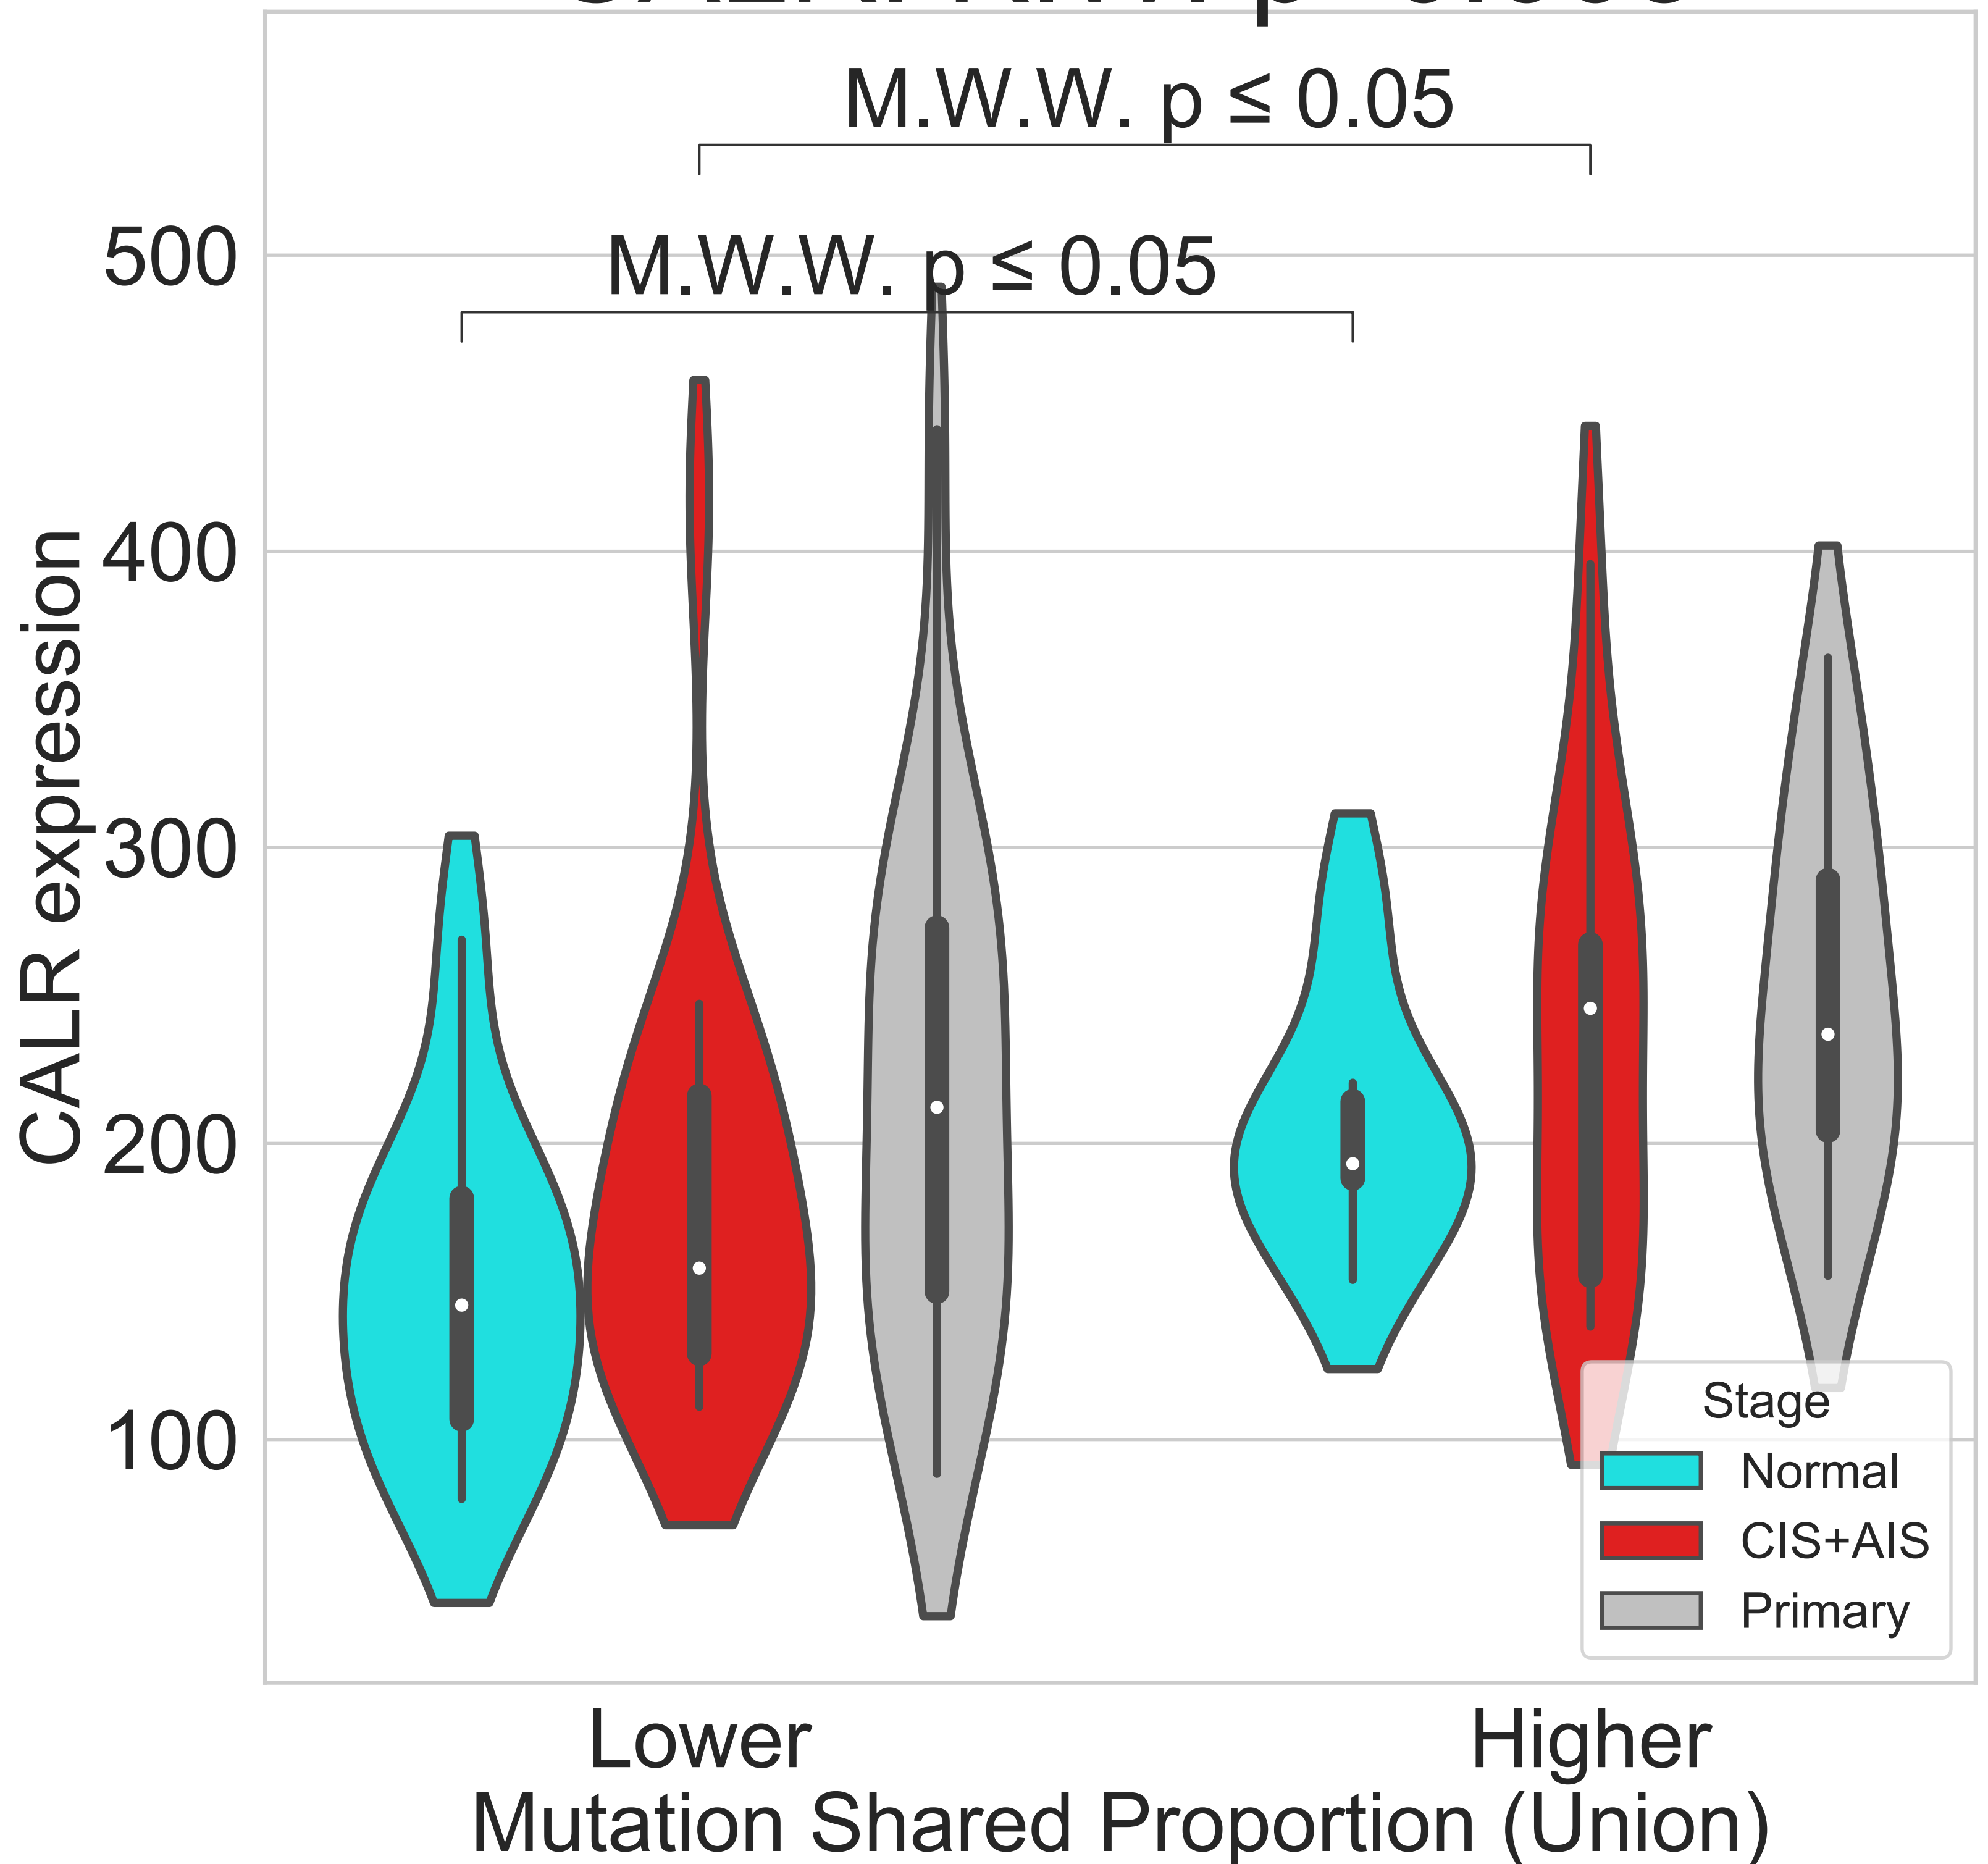 M.W.W. p ≤ 0.05
M.W.W. p ≤ 0.05
CALR expression
500
400
300
200
100
Stage
Normal
CIS+AIS
Primary
Lower
Higher
Mutation Shared Proportion (Union)